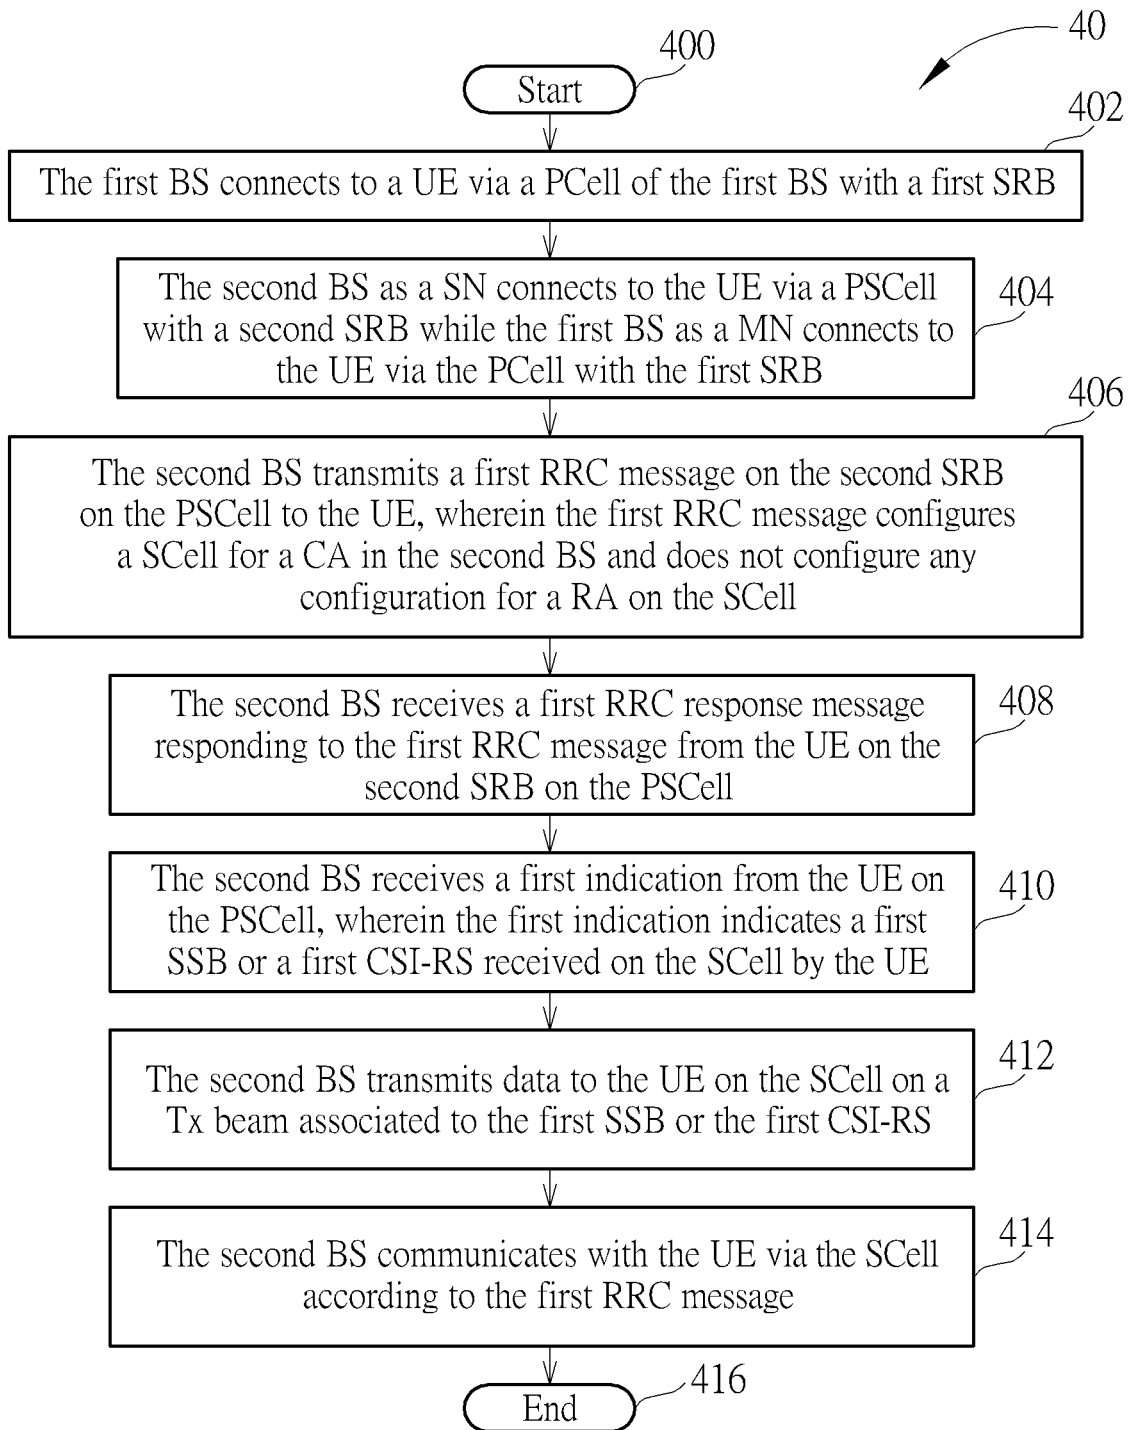 40
400
Start
402
The first BS connects to a UE via a PCell of the first BS with a first SRB
The second BS as a SN connects to the UE via a PSCell
with a second SRB while the first BS as a MN connects to
the UE via the PCell with the first SRB
404
406
The second BS transmits a first RRC message on the second SRB
on the PSCell to the UE, wherein the first RRC message configures
a SCell for a CA in the second BS and does not configure any
configuration for a RA on the SCell
The second BS receives a first RRC response message
responding to the first RRC message from the UE on the
second SRB on the PSCell
408
The second BS receives a first indication from the UE on
the PSCell, wherein the first indication indicates a first
SSB or a first CSI-RS received on the SCell by the UE
410
The second BS transmits data to the UE on the SCell on a
Tx beam associated to the first SSB or the first CSI-RS
412
The second BS communicates with the UE via the SCell
according to the first RRC message
414
End
416